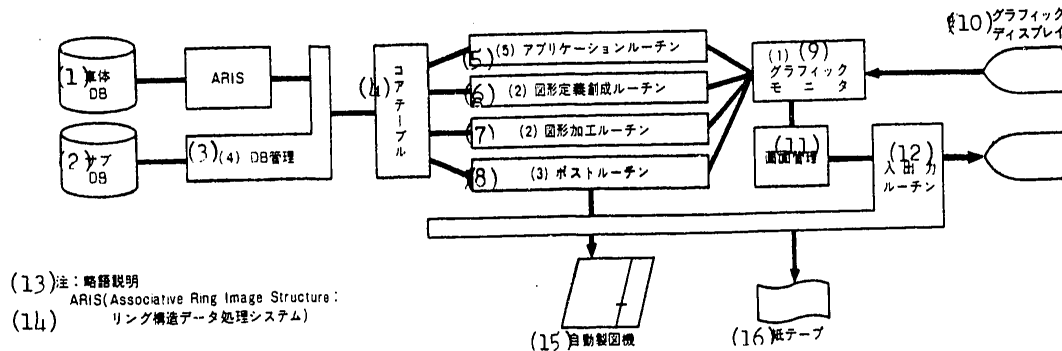 (10) グラフィック
ディスプレイ
(1) 車体
DB
ARIS
(2) サブ
DB
(3) (4) DB管理
(4) コアテーブル
(5) (5) アプリケーションルーチン
(6) (2) 図形定義創成ルーチン
(7) (2) 図形加工ルーチン
(8) (3) ポストルーチン
(1) (9)
グラフィック
モニタ
(11)
画面管理
(12)
入出力
ルーチン
(13) 注：略語説明
ARIS(Associative Ring Image Structure：
(14) リング構造データ処理システム)
(15) 自動製図機
(16) 紙テープ